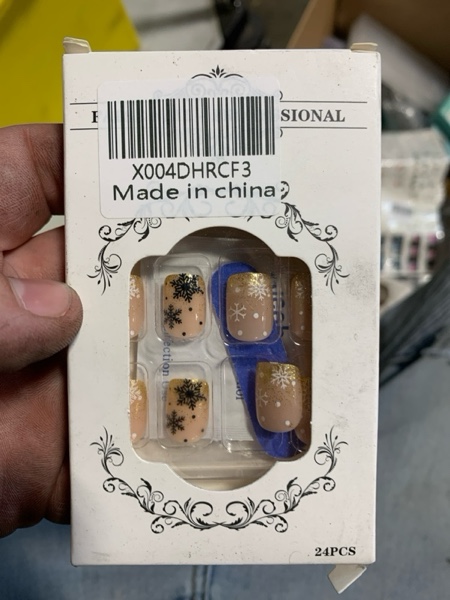 SIONAL
X004DHRCF3
Made in china
24PCS